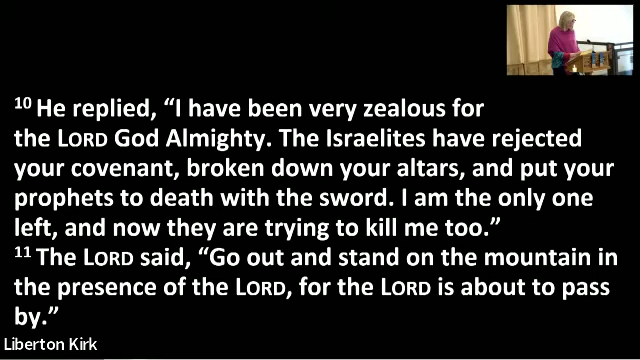 10 He replied, “I have been very zealous for
the LORD God Almighty. The Israelites have rejected
your covenant, broken down your altars, and put your
prophets to death with the sword. I am the only one
left, and now they are trying to kill me too.”
11 The LORD said, “Go out and stand on the mountain in
the presence of the LORD, for the LORD is about to pass
by.”
Liberton Kirk